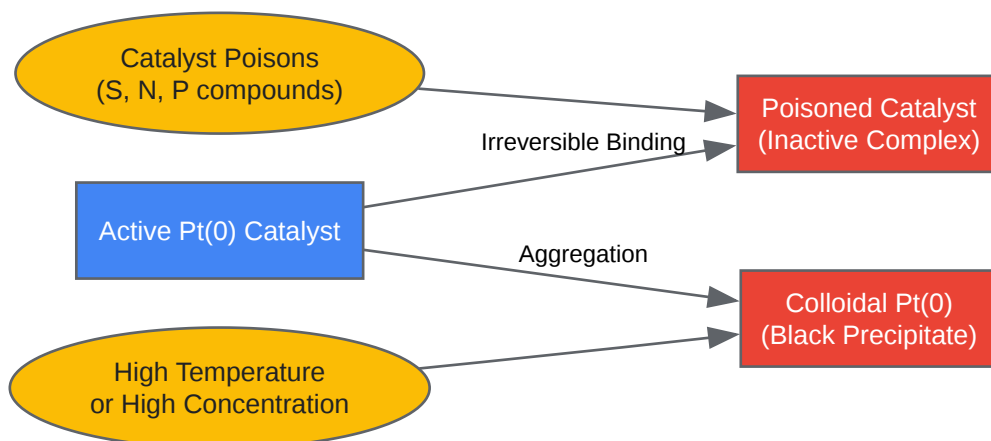 Catalyst Poisons
(S, N, P compounds)
Poisoned Catalyst
(Inactive Complex)
Irreversible Binding
Active Pt(0) Catalyst
Aggregation
Colloidal Pt(0)
(Black Precipitate)
High Temperature
or High Concentration